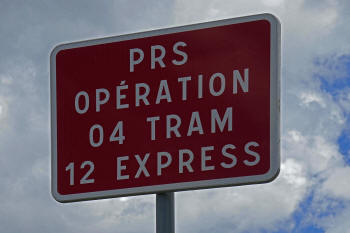 PRS
OPÉRATION
04 TRAM
12 EXPRESS